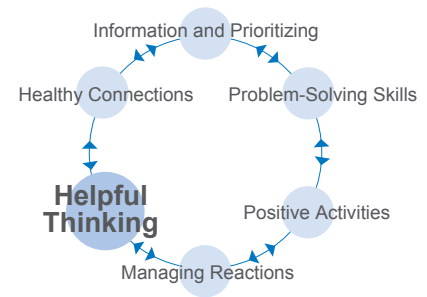 Information and Prioritizing
Healthy Connections
Problem-Solving Skills
Helpful
Thinking
Positive Activities
Managing Reactions